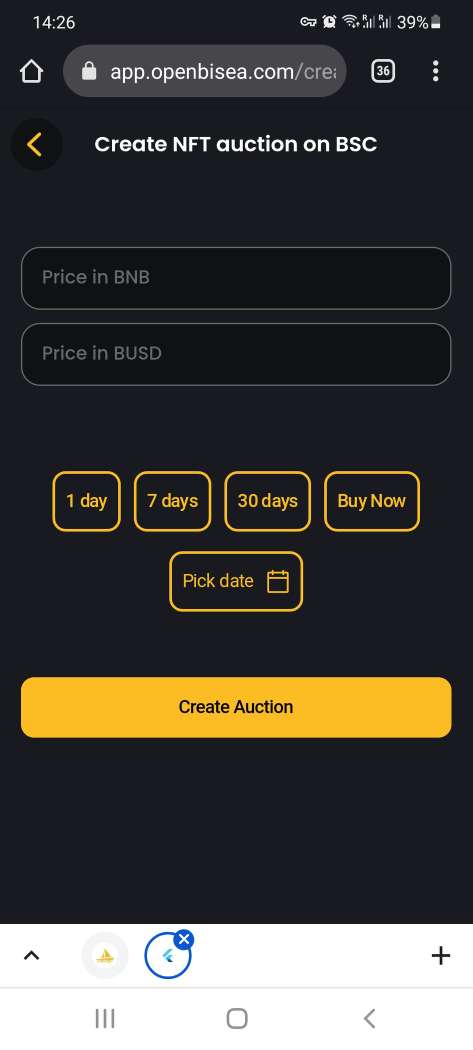 14:26
39%
app.openbisea.com/crea
36
Create NFT auction on BSC
Price in BNB
Price in BUSD
1 day
7 days
30 days
Buy Now
Pick date
Create Auction